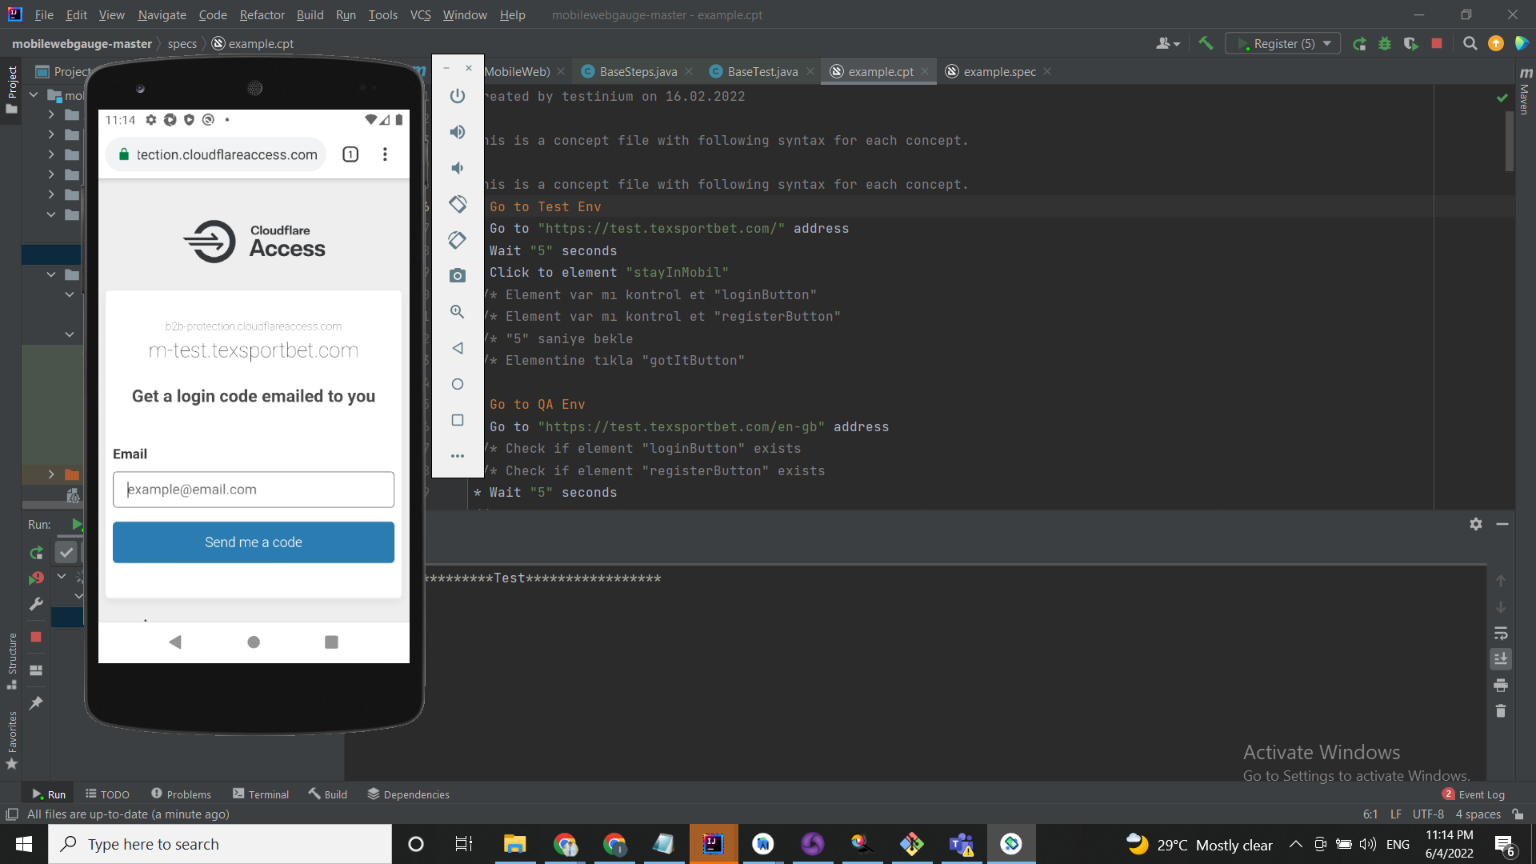 File Edit View Navigate Code Refactor Build Run Tools VCS Window Help mobilewebgauge-master - example.cpt
mobilewebgauge-master specs example.cpt Register (5)
Project MobileWeb) BaseSteps.java BaseTest.java example.cpt example.spec
Project
Maven
reated by testinium on 16.02.2022
his is a concept file with following syntax for each concept.
his is a concept file with following syntax for each concept.
Go to Test Env
Go to "https://test.texsportbet.com/" address
Wait "5" seconds
Click to element "stayInMobil"
/* Element var mı kontrol et "loginButton"
/* Element var mı kontrol et "registerButton"
/* "5" saniye bekle
/* Elementine tıkla "gotItButton"
Go to QA Env
Go to "https://test.texsportbet.com/en-gb" address
/* Check if element "loginButton" exists
/* Check if element "registerButton" exists
* Wait "5" seconds
11:14
tection.cloudflareaccess.com 1
Cloudflare
Access
b2b-protection.cloudflareaccess.com
m-test.texsportbet.com
Get a login code emailed to you
Email
example@email.com
Send me a code
Run:
**********Test*****************
Structure
Favorites
Activate Windows
Go to Settings to activate Windows.
Run TODO Problems Terminal Build Dependencies 2 Event Log
All files are up-to-date (a minute ago) 6:1 LF UTF-8 4 spaces
Type here to search 29°C Mostly clear ENG 11:14 PM
6/4/2022 6